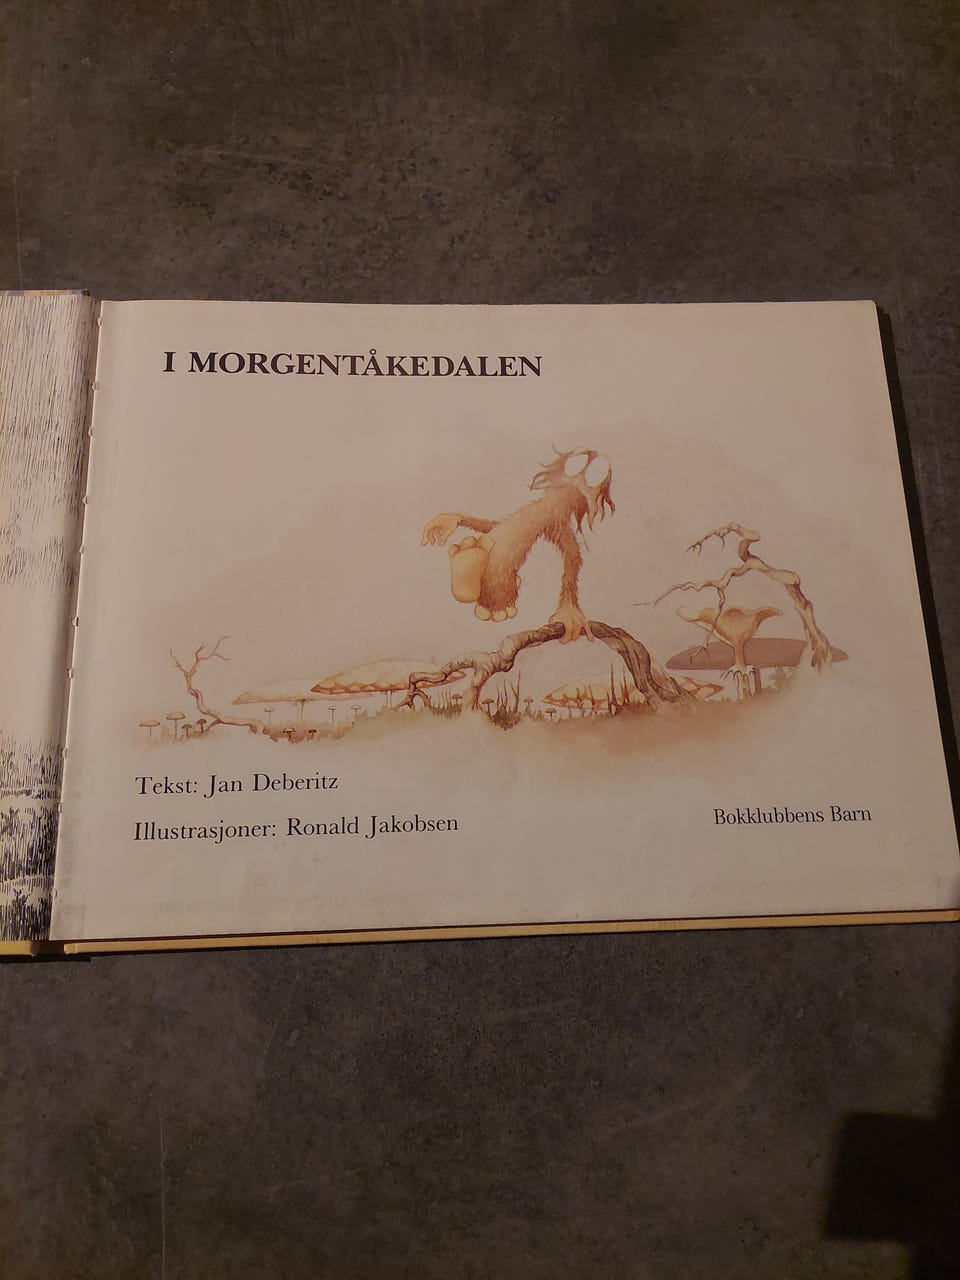 I MORGENTÅKEDALEN
Tekst: Jan Deberitz
Illustrasjoner: Ronald Jakobsen
Bokklubbens Barn